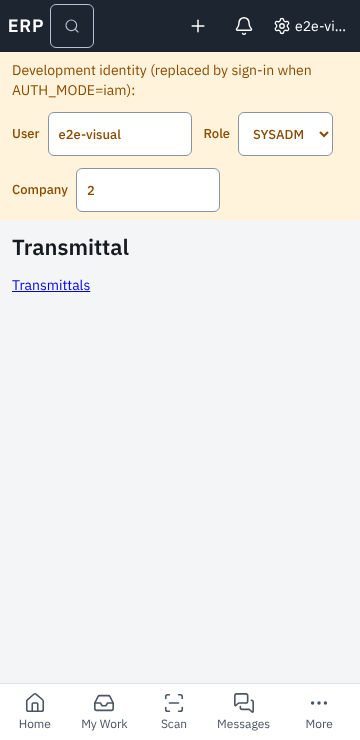 ERP e2e-vi...
Development identity (replaced by sign-in when
AUTH_MODE=iam):
User e2e-visual Role SYSADM
Company 2
Transmittal
Transmittals
Home My Work Scan Messages More